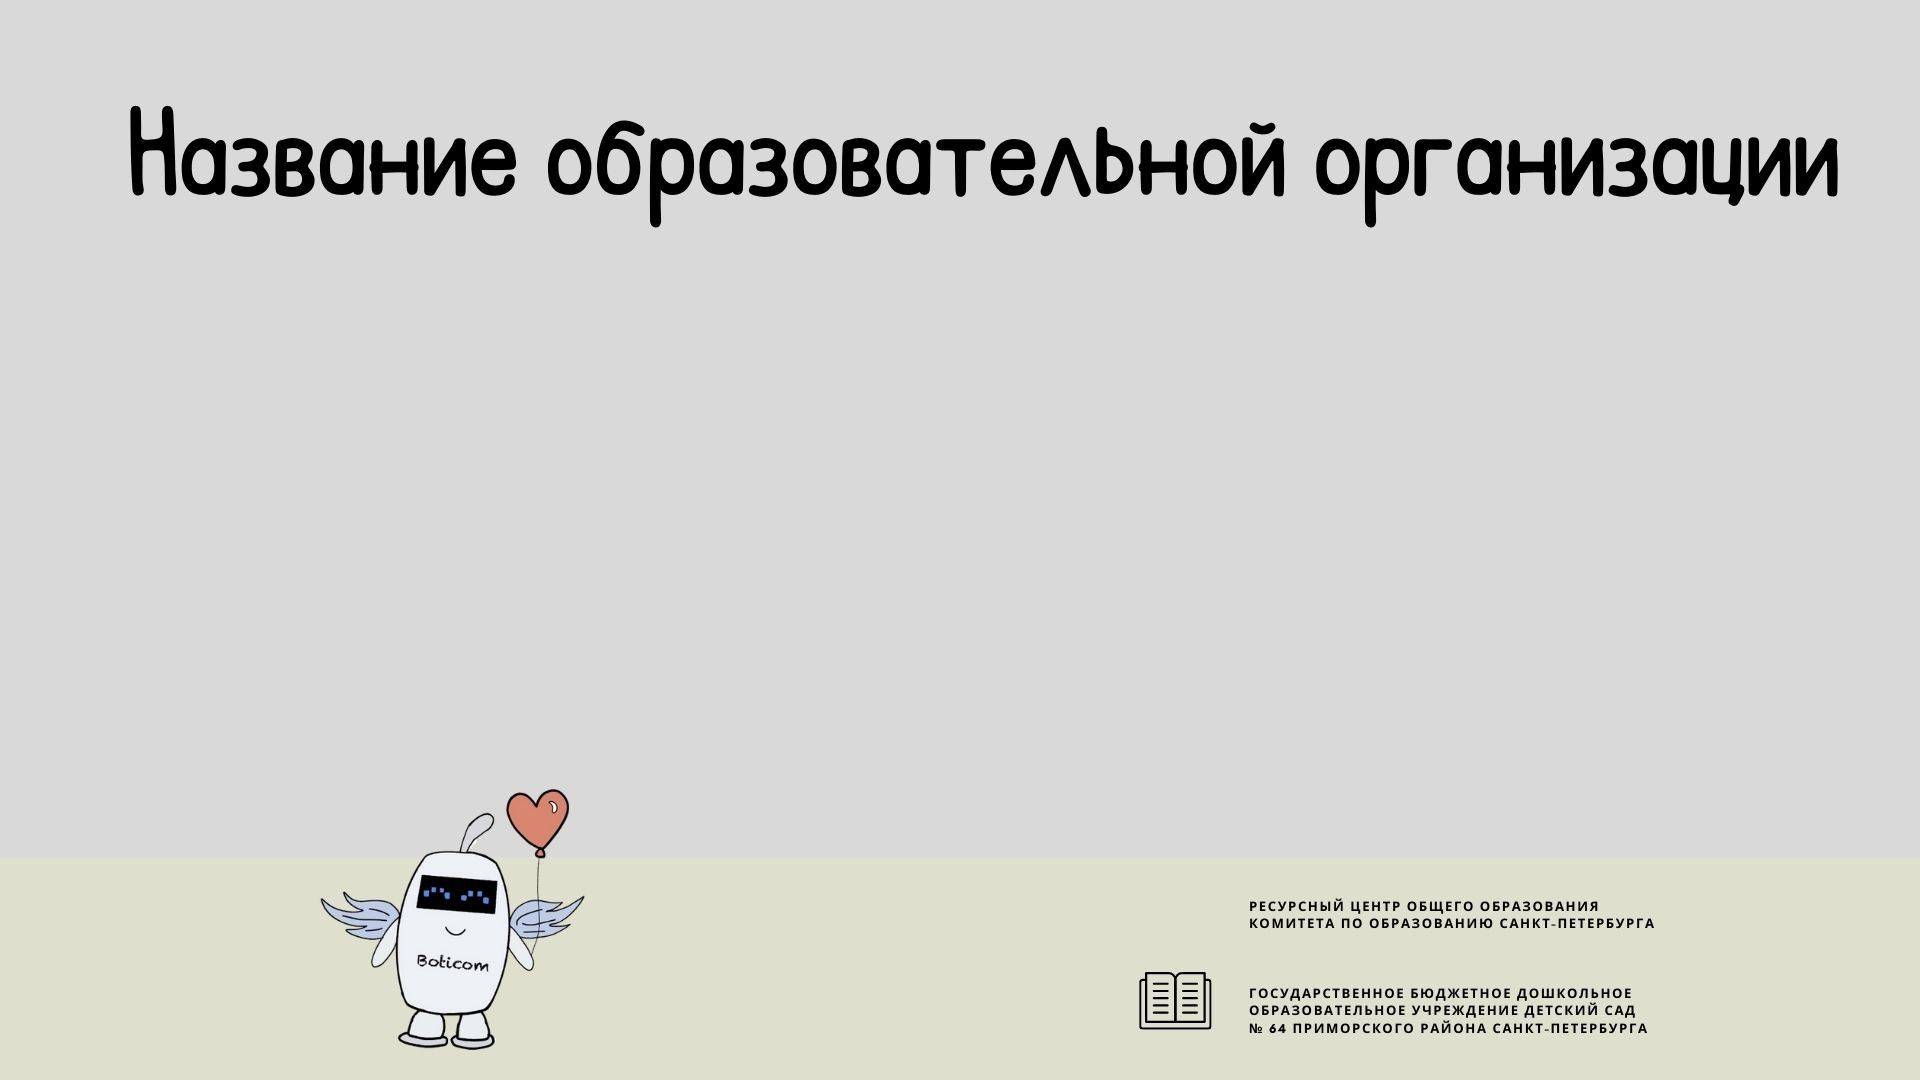 Название образовательной организации
Boticom
РЕСУРСНЫЙ ЦЕНТР ОБЩЕГО ОБРАЗОВАНИЯ
КОМИТЕТА ПО ОБРАЗОВАНИЮ САНКТ-ПЕТЕРБУРГА
ГОСУДАРСТВЕННОЕ БЮДЖЕТНОЕ ДОШКОЛЬНОЕ
ОБРАЗОВАТЕЛЬНОЕ УЧРЕЖДЕНИЕ ДЕТСКИЙ САД
№ 64 ПРИМОРСКОГО РАЙОНА САНКТ-ПЕТЕРБУРГА